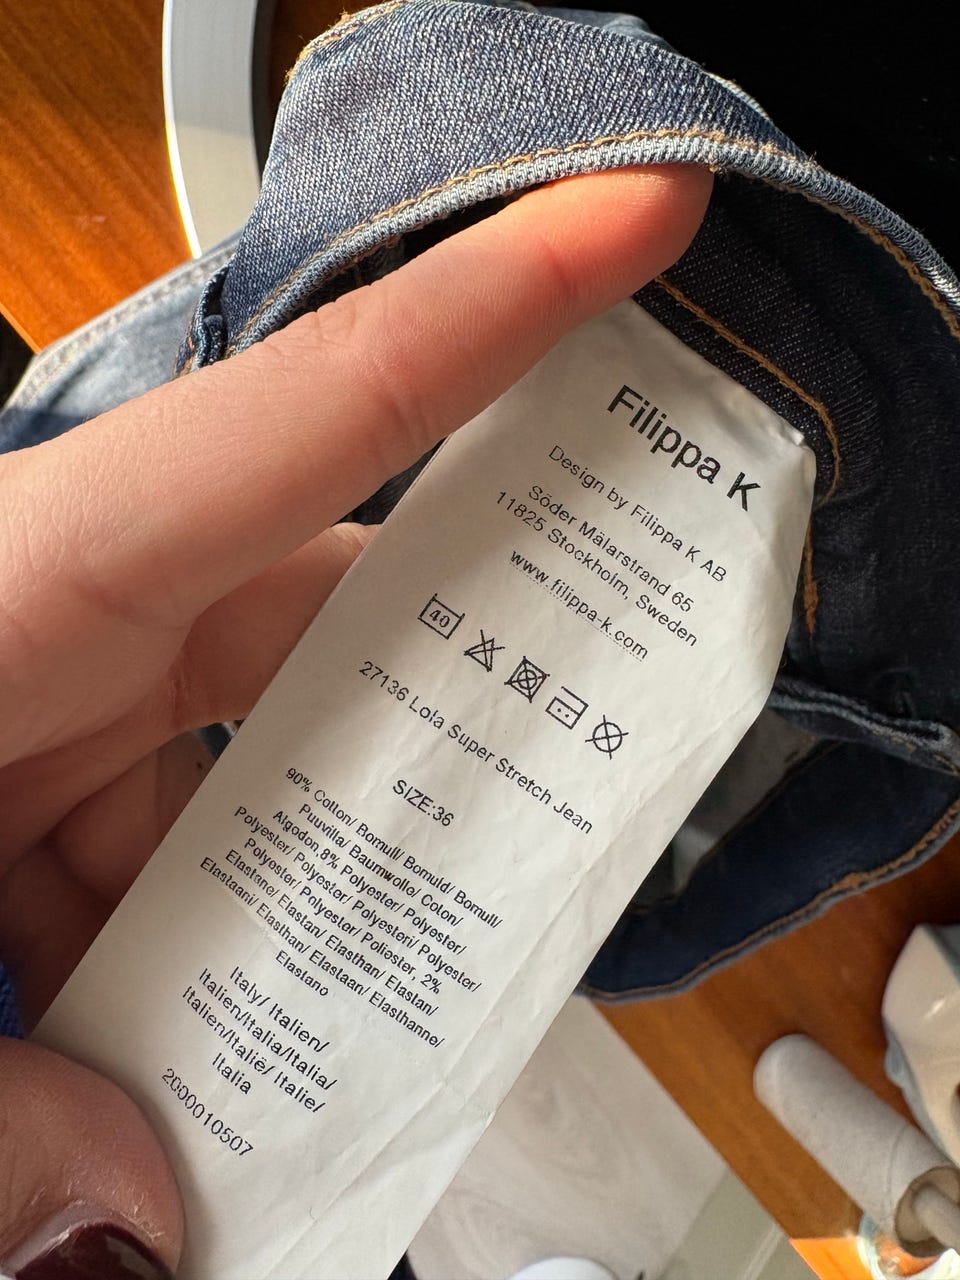 Filippa K
Design by Filippa K AB
Söder Mälarstrand 65
11825 Stockholm, Sweden
www.filippa-k.com
40
27136 Lola Super Stretch Jean
SIZE:36
90% Cotton/ Bomull/ Bomuld/ Bomull/
Puuvilla/ Baumwolle/ Coton/
Algodon,8% Polyester/ Polyester/
Polyester/ Polyester/ Polyesteri/ Polyester/
Polyester/ Polyester/ Poliester, 2%
Elastane/ Elastan/ Elasthan/ Elastan/
Elastaani/ Elasthan/ Elastaan/ Elasthanne/
Elastano
Italy/ Italien/
Italien/Italia/Italia/
Italien/Italië/ Italie/
Italia
2000010507